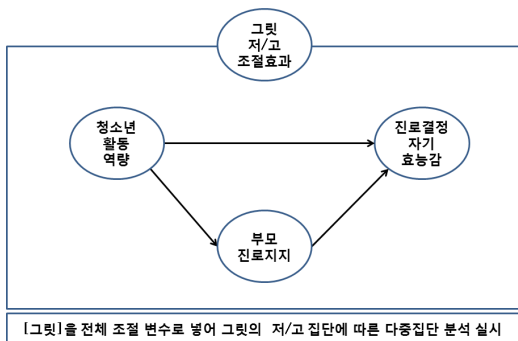 그릿
저/고
조절효과
청소년
활동
역량
진로결정
자기
효능감
부모
진로지지
[그릿]을 전체 조절 변수로 넣어 그릿의 저/고 집단에 따른 다중집단 분석 실시